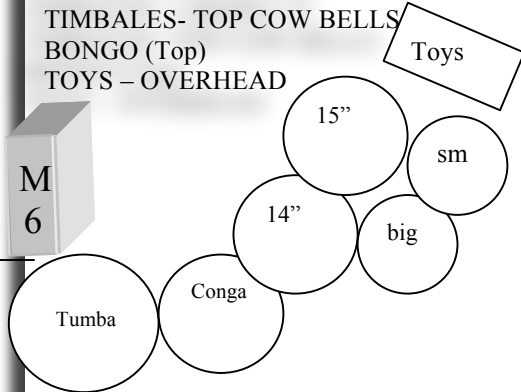 TIMBALES- TOP COW BELLS
BONGO (Top)
TOYS – OVERHEAD
Toys
15”
sm
M
6
14”
big
Conga
Tumba